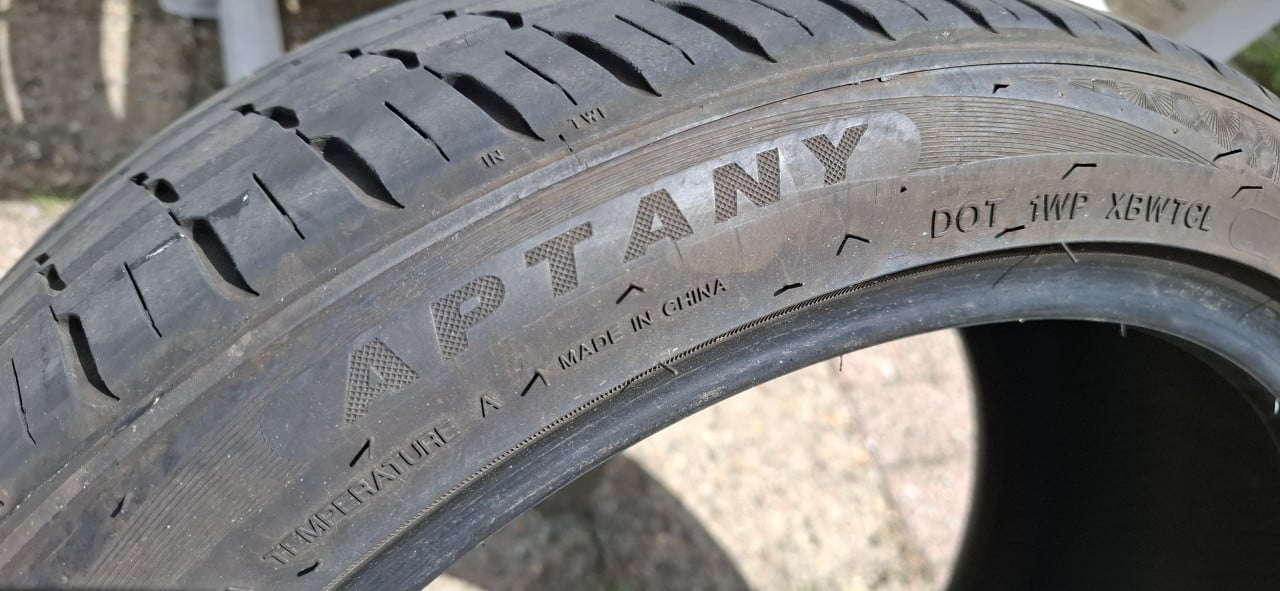 IN TWI
APTANY
DOT 1WP XBWTCL
MADE IN CHINA
TEMPERATURE A